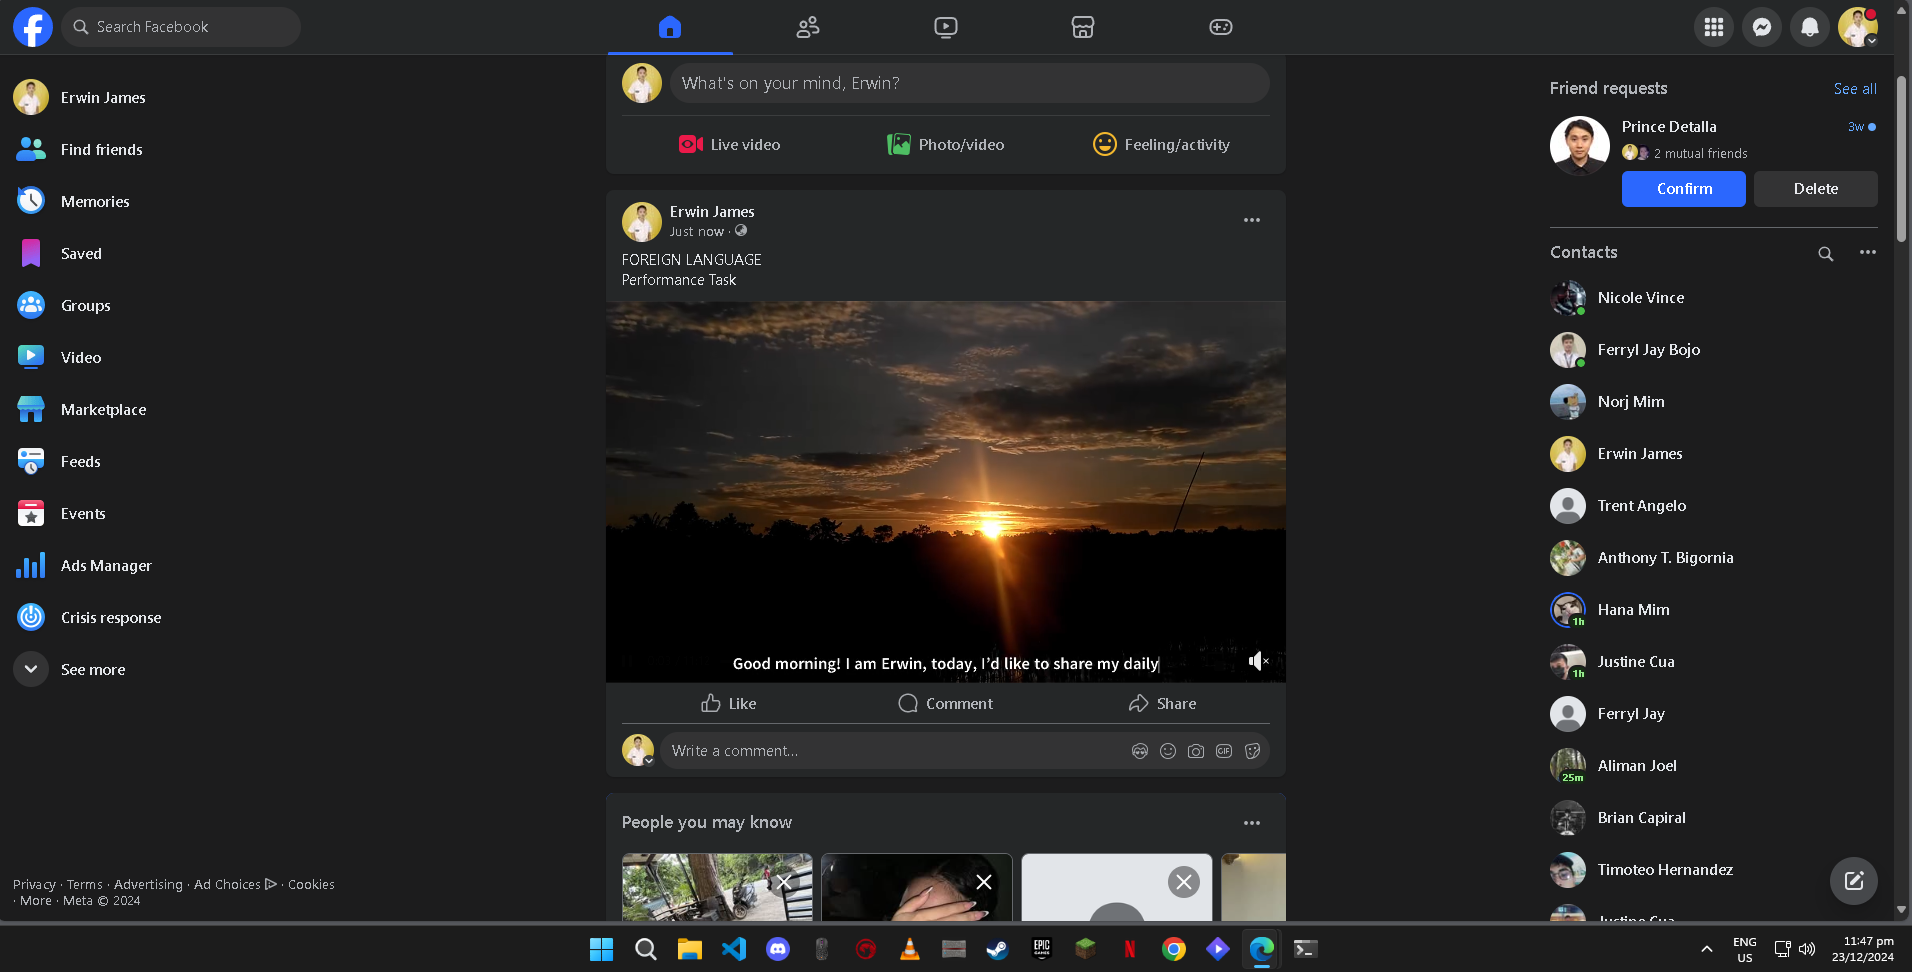 Search Facebook
Erwin James
Find friends
Memories
Saved
Groups
Video
Marketplace
Feeds
Events
Ads Manager
Crisis response
See more
Privacy · Terms · Advertising · Ad Choices · Cookies
· More · Meta © 2024
What's on your mind, Erwin?
Live video
Photo/video
Feeling/activity
Erwin James
Just now ·
FOREIGN LANGUAGE
Performance Task
Good morning! I am Erwin, today, I'd like to share my daily
Like
Comment
Share
Write a comment...
GIF
People you may know
Friend requests
See all
Prince Detalla
3w
2 mutual friends
Confirm
Delete
Contacts
Nicole Vince
Ferryl Jay Bojo
Norj Mim
Erwin James
Trent Angelo
Anthony T. Bigornia
Hana Mim
1h
Justine Cua
1h
Ferryl Jay
Aliman Joel
25m
Brian Capiral
Timoteo Hernandez
Justine Cua
EPIC
GAMES
N
ENG
US
11:47 pm
23/12/2024